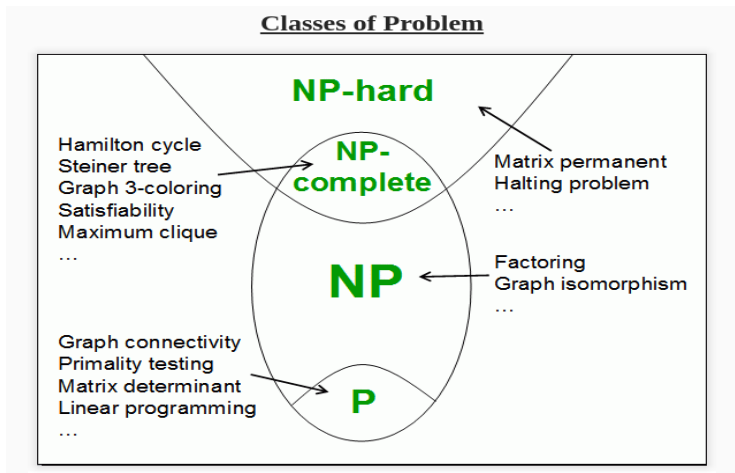 Classes of Problem
NP-hard
Hamilton cycle
Steiner tree
Graph 3-coloring
Satisfiability
Maximum clique
…
NP-
complete
Matrix permanent
Halting problem
…
NP
Factoring
Graph isomorphism
…
Graph connectivity
Primality testing
Matrix determinant
Linear programming
…
P